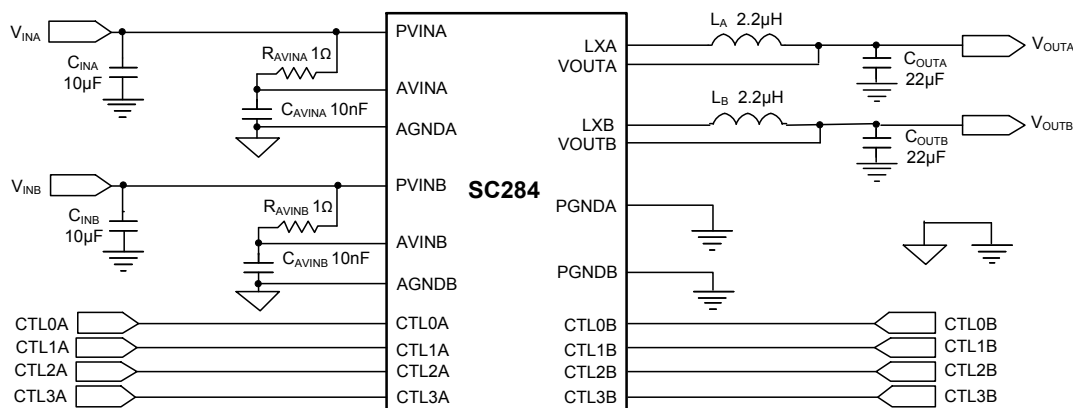 V_INA
C_INA
10µF
R_AVINA 1Ω
C_AVINA 10nF
PVINA
AVINA
AGNDA
V_INB
C_INB
10µF
R_AVINB 1Ω
C_AVINB 10nF
PVINB
AVINB
AGNDB
CTL0A
CTL1A
CTL2A
CTL3A
CTL0A
CTL1A
CTL2A
CTL3A
SC284
LXA
VOUTA
LXB
VOUTB
PGNDA
PGNDB
CTL0B
CTL1B
CTL2B
CTL3B
L_A 2.2µH
C_OUTA
22µF
V_OUTA
L_B 2.2µH
C_OUTB
22µF
V_OUTB
CTL0B
CTL1B
CTL2B
CTL3B